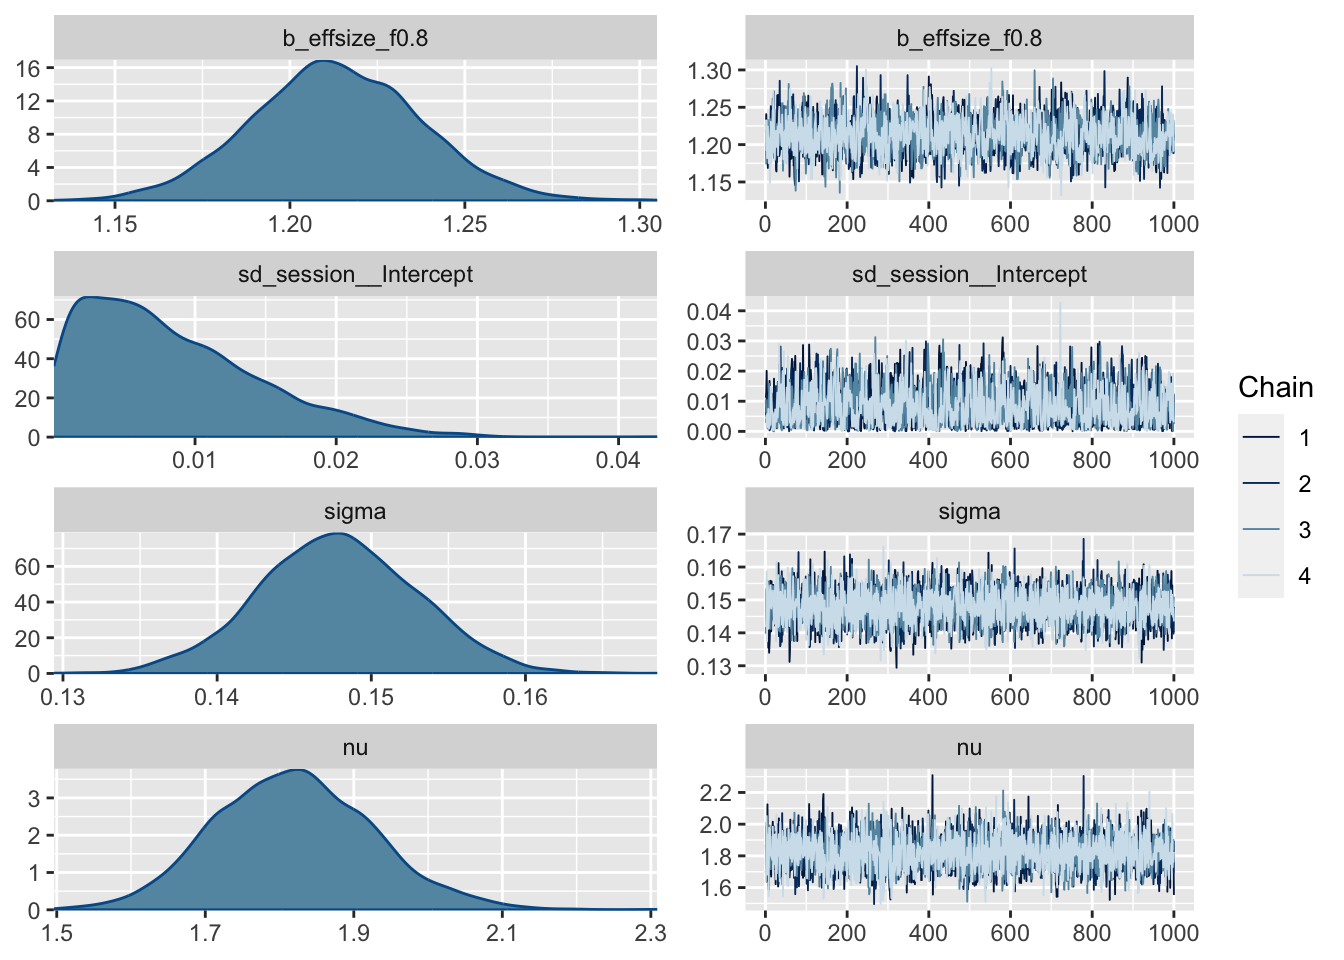 b_effsize_f0.8
16
12
8
4
0
1.15 1.20 1.25 1.30
b_effsize_f0.8
1.30
1.25
1.20
1.15
0 200 400 600 800 1000
sd_session__Intercept
60
40
20
0
0.01 0.02 0.03 0.04
sd_session__Intercept
0.04
0.03
0.02
0.01
0.00
0 200 400 600 800 1000
sigma
60
40
20
0
0.13 0.14 0.15 0.16
sigma
0.17
0.16
0.15
0.14
0.13
0 200 400 600 800 1000
nu
3
2
1
0
1.5 1.7 1.9 2.1 2.3
nu
2.2
2.0
1.8
1.6
0 200 400 600 800 1000
Chain
1
2
3
4